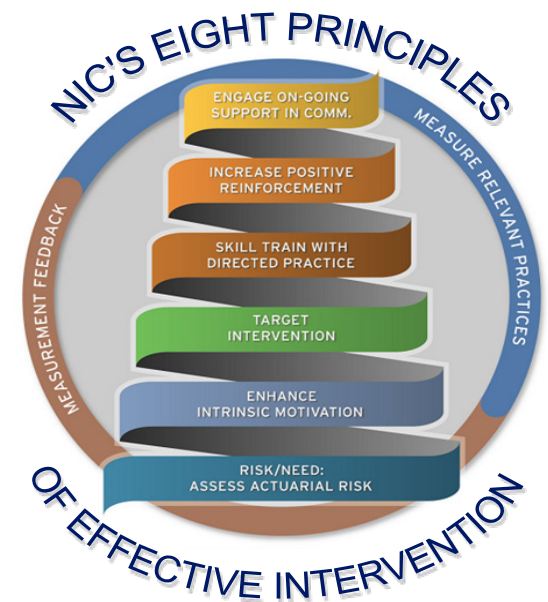 NIC'S EIGHT PRINCIPLES
ENGAGE ON-GOING
SUPPORT IN COMM.
MEASURE RELEVANT PRACTICES
INCREASE POSITIVE
REINFORCEMENT
MEASUREMENT FEEDBACK
SKILL TRAIN WITH
DIRECTED PRACTICE
TARGET
INTERVENTION
ENHANCE
INTRINSIC MOTIVATION
RISK/NEED:
ASSESS ACTUARIAL RISK
OF EFFECTIVE INTERVENTION